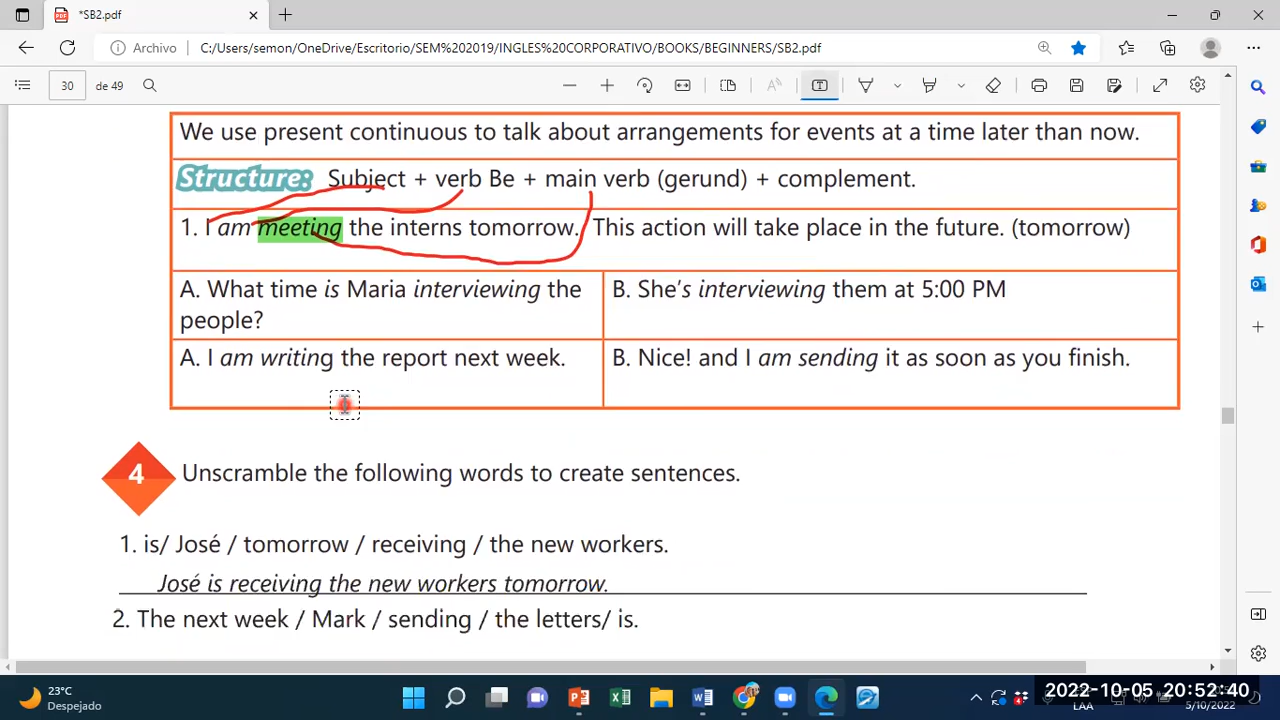 *SB2.pdf
Archivo
C:/Users/semon/OneDrive/Escritorio/SEM%202019/INGLES%20CORPORATIVO/BOOKS/BEGINNERS/SB2.pdf
30 de 49
We use present continuous to talk about arrangements for events at a time later than now.
Structure: Subject + verb Be + main verb (gerund) + complement.
1. I am meeting the interns tomorrow. This action will take place in the future. (tomorrow)
A. What time is Maria interviewing the
people?
B. She's interviewing them at 5:00 PM
A. I am writing the report next week.
B. Nice! and I am sending it as soon as you finish.
4 Unscramble the following words to create sentences.
1. is/ José / tomorrow / receiving / the new workers.
José is receiving the new workers tomorrow.
2. The next week / Mark / sending / the letters/ is.
23°C
Despejado
2022-10-05 20:52:40
LAA
5/10/2022